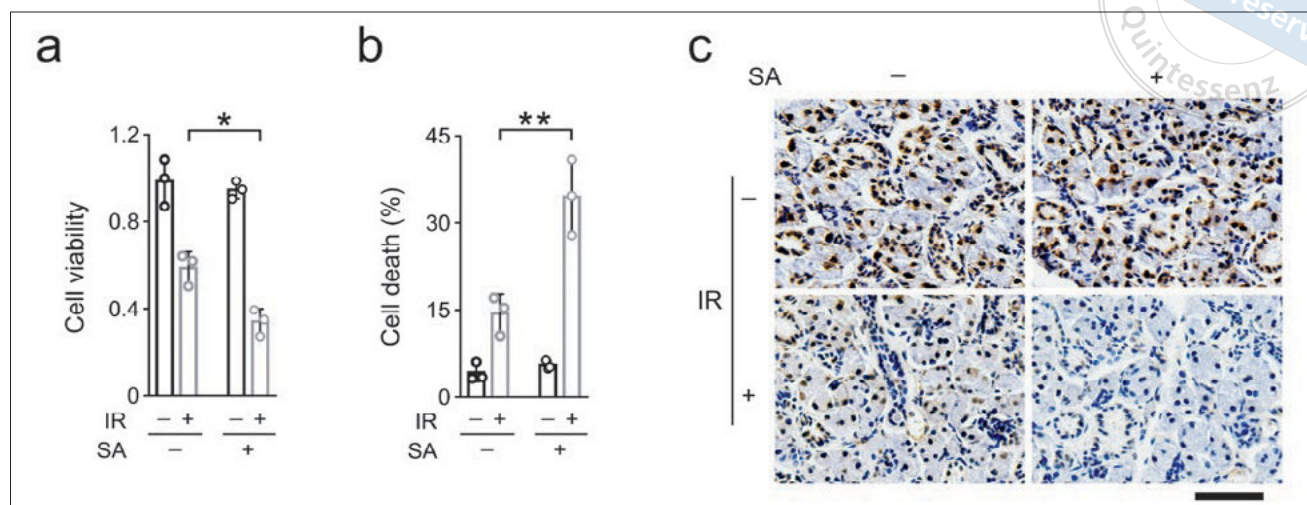 a
b
c
Cell viability
1.2
0.8
0.4
0
*
IR
− + − +
SA
− +
Cell death (%)
45
30
15
0
**
IR
− + − +
SA
− +
SA
− +
IR
−
+
Quintessenz